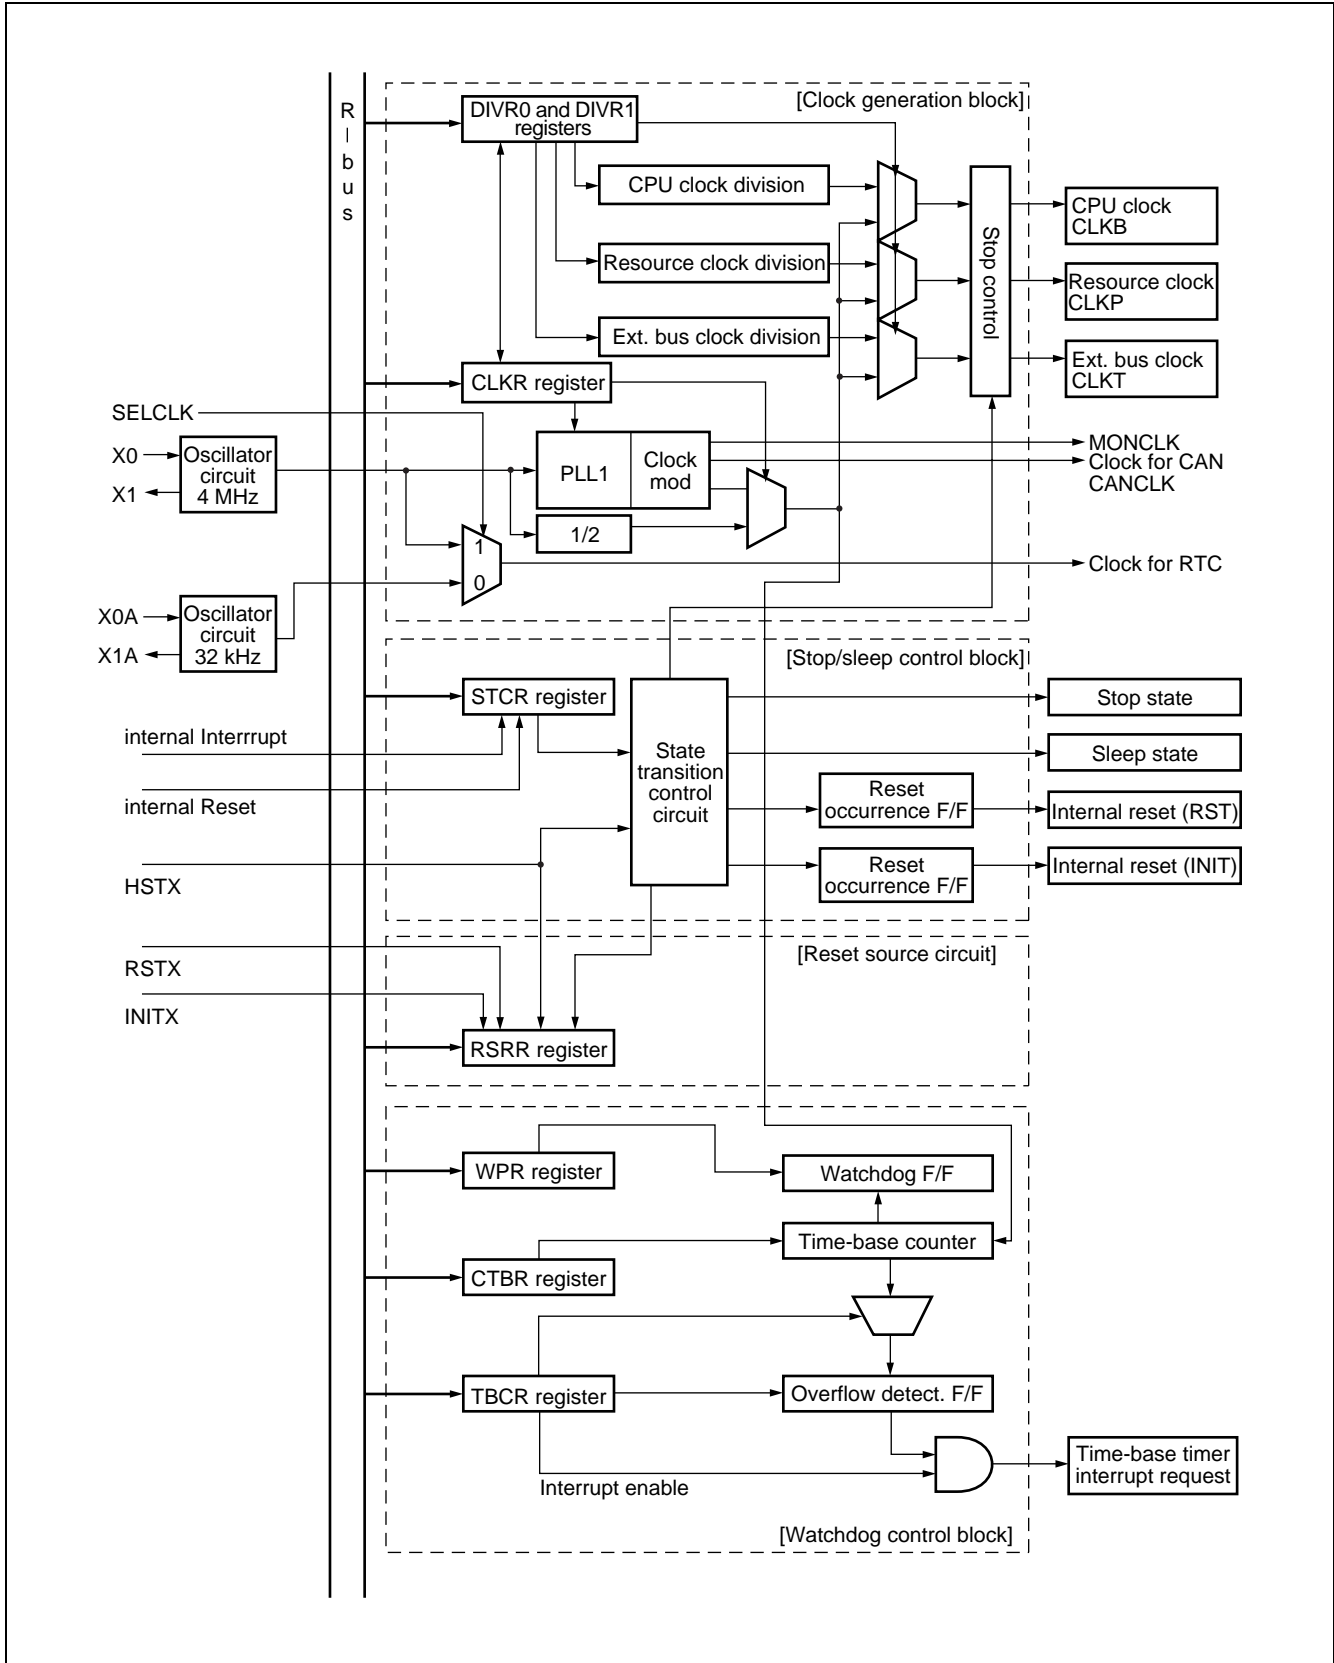 R
|
b
u
s
[Clock generation block]
DIVR0 and DIVR1
registers
CPU clock division
Resource clock division
Ext. bus clock division
Stop control
CPU clock
CLKB
Resource clock
CLKP
Ext. bus clock
CLKT
CLKR register
SELCLK
X0
X1
Oscillator
circuit
4 MHz
PLL1
Clock
mod
1/2
MONCLK
Clock for CAN
CANCLK
1
0
Clock for RTC
X0A
X1A
Oscillator
circuit
32 kHz
[Stop/sleep control block]
STCR register
internal Interrrupt
internal Reset
HSTX
State
transition
control
circuit
Stop state
Sleep state
Reset
occurrence F/F
Internal reset (RST)
Reset
occurrence F/F
Internal reset (INIT)
[Reset source circuit]
RSTX
INITX
RSRR register
WPR register
Watchdog F/F
Time-base counter
CTBR register
TBCR register
Overflow detect. F/F
Interrupt enable
Time-base timer
interrupt request
[Watchdog control block]